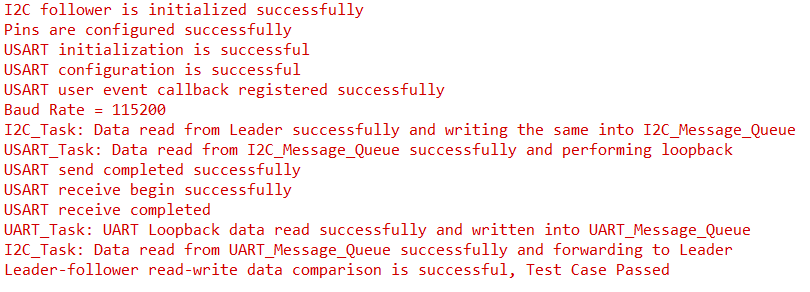 I2C follower is initialized successfully
Pins are configured successfully
USART initialization is successful
USART configuration is successful
USART user event callback registered successfully
Baud Rate = 115200
I2C_Task: Data read from Leader successfully and writing the same into I2C_Message_Queue
USART_Task: Data read from I2C_Message_Queue successfully and performing loopback
USART send completed successfully
USART receive begin successfully
USART receive completed
UART_Task: UART Loopback data read successfully and written into UART_Message_Queue
I2C_Task: Data read from UART_Message_Queue successfully and forwarding to Leader
Leader-follower read-write data comparison is successful, Test Case Passed